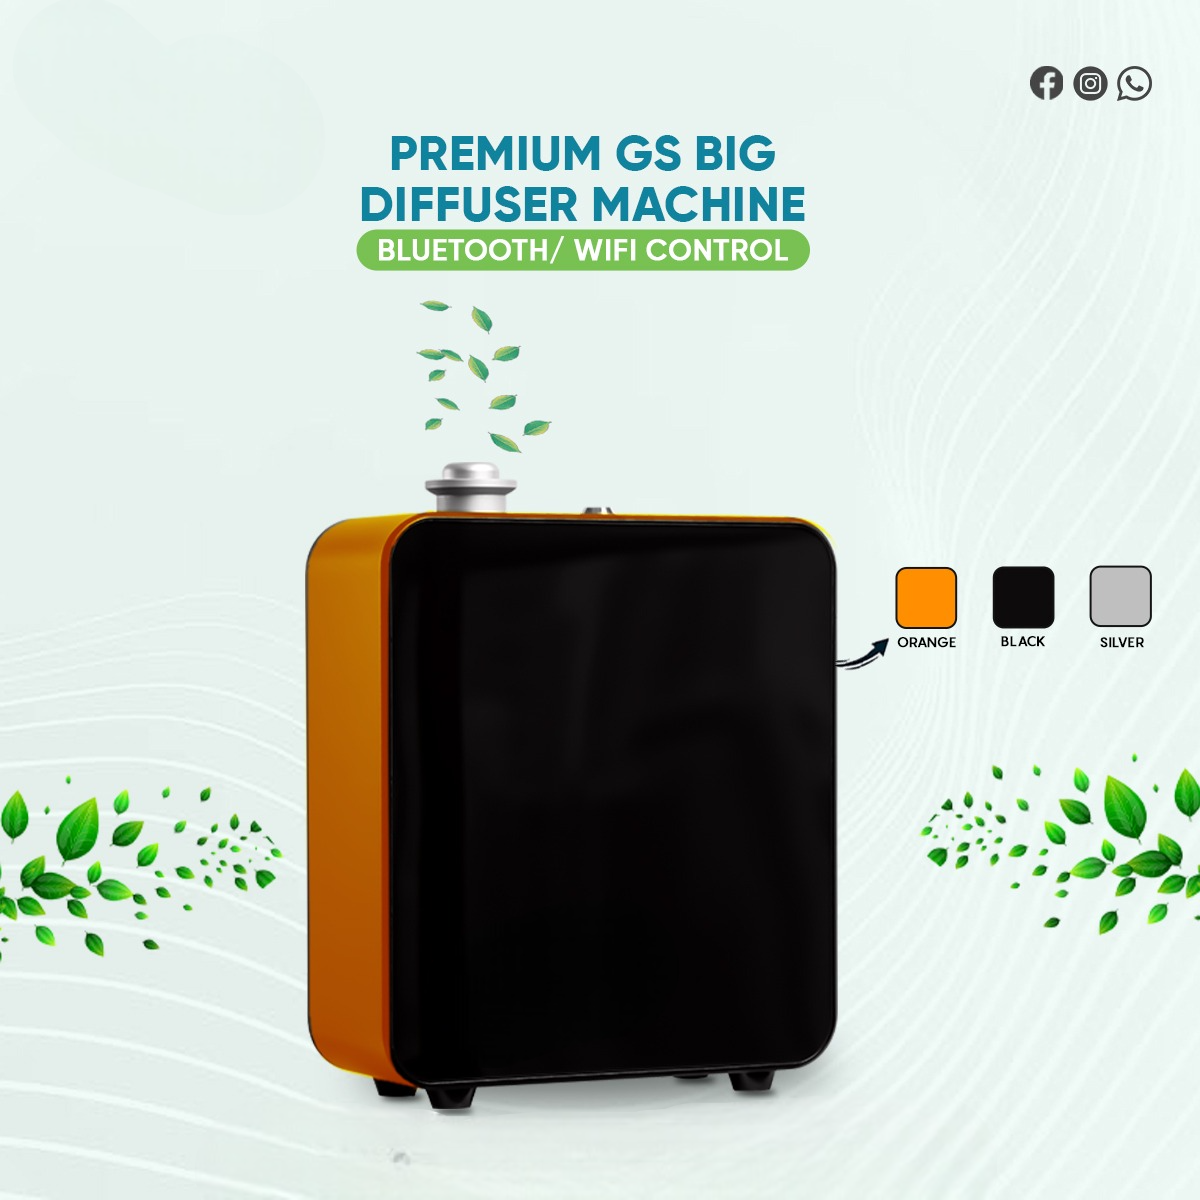 PREMIUM GS BIG
DIFFUSER MACHINE
BLUETOOTH/ WIFI CONTROL
ORANGE
BLACK
SILVER